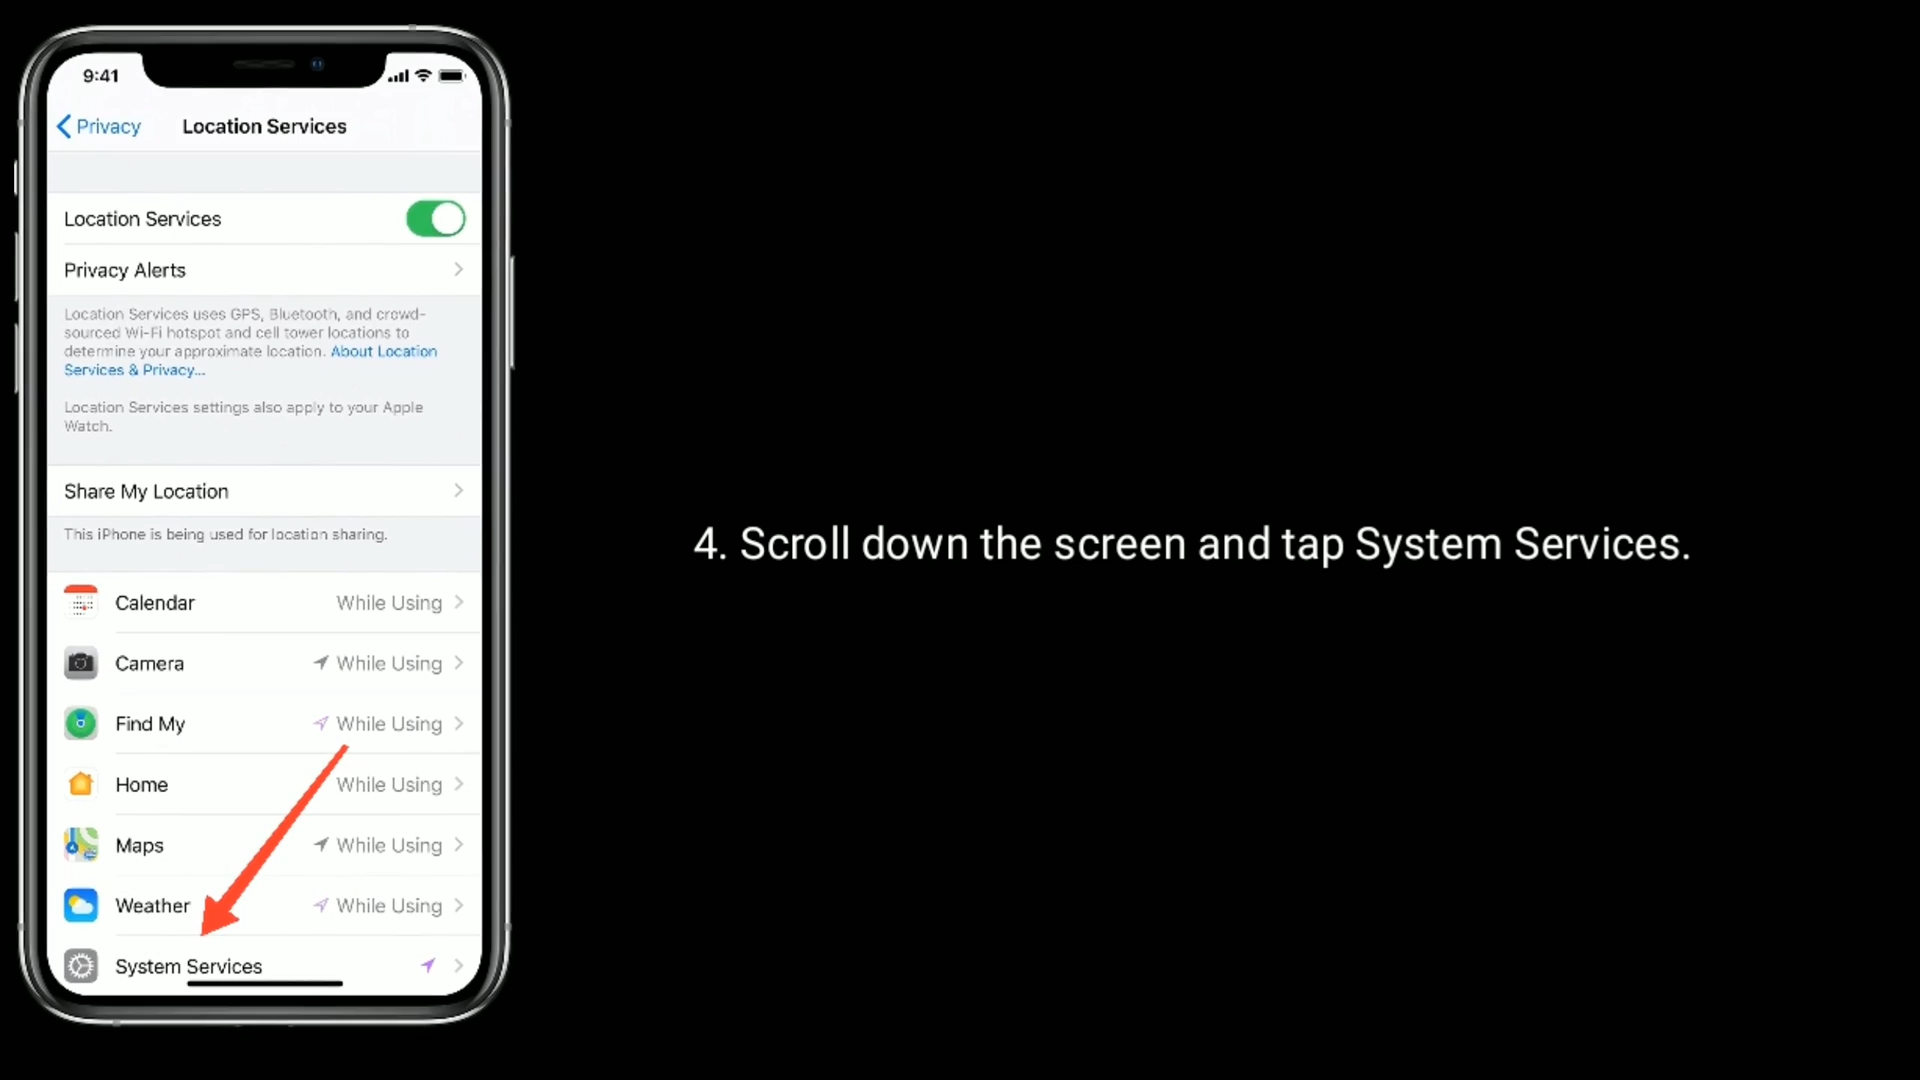 9:41
Privacy
Location Services
Location Services
Privacy Alerts
Location Services uses GPS, Bluetooth, and crowd-
sourced Wi-Fi hotspot and cell tower locations to
determine your approximate location. About Location
Services & Privacy...
Location Services settings also apply to your Apple
Watch.
Share My Location
This iPhone is being used for location sharing.
Calendar While Using
Camera While Using
Find My While Using
Home While Using
Maps While Using
Weather While Using
System Services
4. Scroll down the screen and tap System Services.